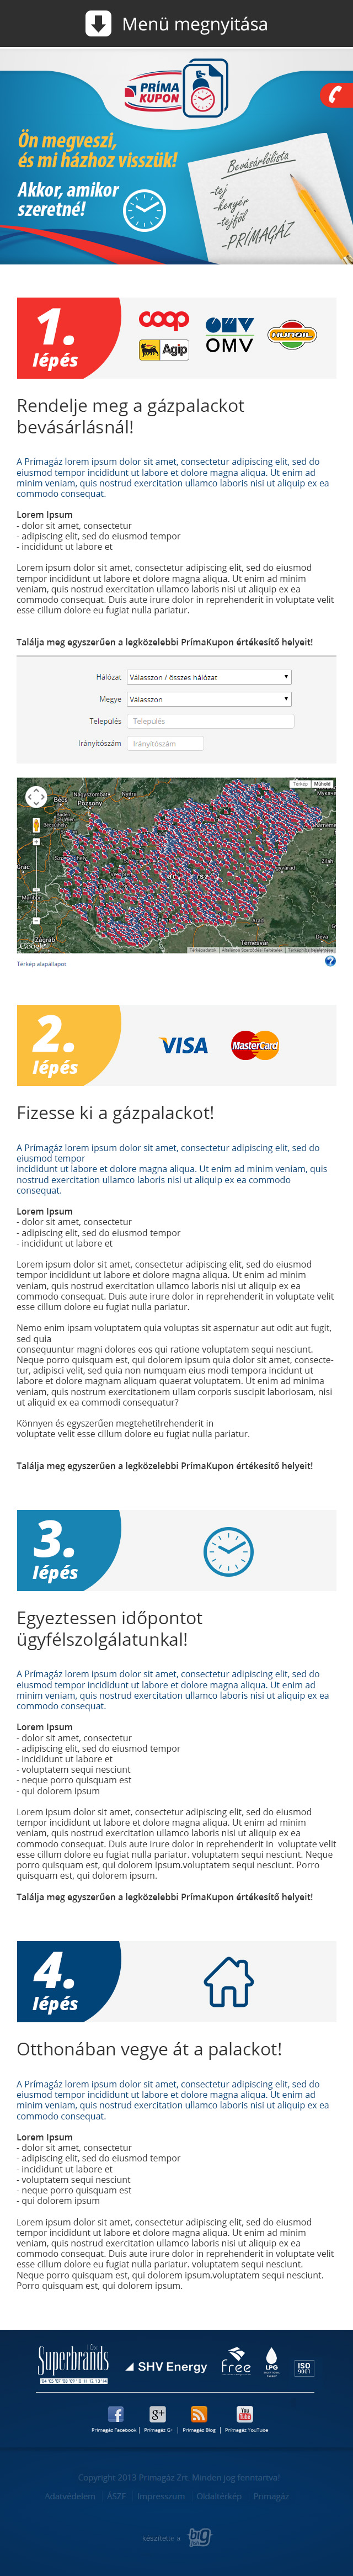 Menü megnyitása
PRÍMA
KUPON
Ön megveszi,
és mi házhoz visszük!
Akkor, amikor
szeretné!
Bevásárlólista
-tej
-kenyér
-tejföl
-PRÍMAGÁZ
1.
lépés
coop
Agip
OMV
OMV
Rendelje meg a gázpalackot
bevásárlásnál!
A Prímagáz lorem ipsum dolor sit amet, consectetur adipiscing elit, sed do
eiusmod tempor incididunt ut labore et dolore magna aliqua. Ut enim ad
minim veniam, quis nostrud exercitation ullamco laboris nisi ut aliquip ex ea
commodo consequat.
Lorem Ipsum
- dolor sit amet, consectetur
- adipiscing elit, sed do eiusmod tempor
- incididunt ut labore et
Lorem ipsum dolor sit amet, consectetur adipiscing elit, sed do eiusmod
tempor incididunt ut labore et dolore magna aliqua. Ut enim ad minim
veniam, quis nostrud exercitation ullamco laboris nisi ut aliquip ex ea
commodo consequat. Duis aute irure dolor in reprehenderit in voluptate velit
esse cillum dolore eu fugiat nulla pariatur.
Találja meg egyszerűen a legközelebbi PrímaKupon értékesítő helyeit!
Hálózat Válasszon / összes hálózat
Megye Válasszon
Település Település
Irányítószám Irányítószám
Térkép Műhold
Google
Térkép alapállapot
2.
lépés
VISA
MasterCard
Fizesse ki a gázpalackot!
A Prímagáz lorem ipsum dolor sit amet, consectetur adipiscing elit, sed do
eiusmod tempor
incididunt ut labore et dolore magna aliqua. Ut enim ad minim veniam, quis
nostrud exercitation ullamco laboris nisi ut aliquip ex ea commodo
consequat.
Lorem Ipsum
- dolor sit amet, consectetur
- adipiscing elit, sed do eiusmod tempor
- incididunt ut labore et
Lorem ipsum dolor sit amet, consectetur adipiscing elit, sed do eiusmod
tempor incididunt ut labore et dolore magna aliqua. Ut enim ad minim
veniam, quis nostrud exercitation ullamco laboris nisi ut aliquip ex ea
commodo consequat. Duis aute irure dolor in reprehenderit in voluptate velit
esse cillum dolore eu fugiat nulla pariatur.
Nemo enim ipsam voluptatem quia voluptas sit aspernatur aut odit aut fugit,
sed quia
consequuntur magni dolores eos qui ratione voluptatem sequi nesciunt.
Neque porro quisquam est, qui dolorem ipsum quia dolor sit amet, consecte-
tur, adipisci velit, sed quia non numquam eius modi tempora incidunt ut
labore et dolore magnam aliquam quaerat voluptatem. Ut enim ad minima
veniam, quis nostrum exercitationem ullam corporis suscipit laboriosam, nisi
ut aliquid ex ea commodi consequatur?
Könnyen és egyszerűen megteheti!rehenderit in
voluptate velit esse cillum dolore eu fugiat nulla pariatur.
Találja meg egyszerűen a legközelebbi PrímaKupon értékesítő helyeit!
3.
lépés
Egyeztessen időpontot
ügyfélszolgálatunkal!
A Prímagáz lorem ipsum dolor sit amet, consectetur adipiscing elit, sed do
eiusmod tempor incididunt ut labore et dolore magna aliqua. Ut enim ad
minim veniam, quis nostrud exercitation ullamco laboris nisi ut aliquip ex ea
commodo consequat.
Lorem Ipsum
- dolor sit amet, consectetur
- adipiscing elit, sed do eiusmod tempor
- incididunt ut labore et
- voluptatem sequi nesciunt
- neque porro quisquam est
- qui dolorem ipsum
Lorem ipsum dolor sit amet, consectetur adipiscing elit, sed do eiusmod
tempor incididunt ut labore et dolore magna aliqua. Ut enim ad minim
veniam, quis nostrud exercitation ullamco laboris nisi ut aliquip ex ea
commodo consequat. Duis aute irure dolor in reprehenderit in voluptate velit
esse cillum dolore eu fugiat nulla pariatur. voluptatem sequi nesciunt. Neque
porro quisquam est, qui dolorem ipsum.voluptatem sequi nesciunt. Porro
quisquam est, qui dolorem ipsum.
Találja meg egyszerűen a legközelebbi PrímaKupon értékesítő helyeit!
4.
lépés
Otthonában vegye át a palackot!
A Prímagáz lorem ipsum dolor sit amet, consectetur adipiscing elit, sed do
eiusmod tempor incididunt ut labore et dolore magna aliqua. Ut enim ad
minim veniam, quis nostrud exercitation ullamco laboris nisi ut aliquip ex ea
commodo consequat.
Lorem Ipsum
- dolor sit amet, consectetur
- adipiscing elit, sed do eiusmod tempor
- incididunt ut labore et
- voluptatem sequi nesciunt
- neque porro quisquam est
- qui dolorem ipsum
Lorem ipsum dolor sit amet, consectetur adipiscing elit, sed do eiusmod
tempor incididunt ut labore et dolore magna aliqua. Ut enim ad minim
veniam, quis nostrud exercitation ullamco laboris nisi ut aliquip ex ea
commodo consequat. Duis aute irure dolor in reprehenderit in voluptate velit
esse cillum dolore eu fugiat nulla pariatur. voluptatem sequi nesciunt.
Neque porro quisquam est, qui dolorem ipsum.voluptatem sequi nesciunt.
Porro quisquam est, qui dolorem ipsum.
Superbrands
SHV Energy
free
LPG
ISO
9001
Prímagáz Facebook | Prímagáz G+ | Prímagáz Blog | Prímagáz YouTube
Copyright 2013 Prímagáz Zrt. Minden jog fenntartva!
Adatvédelem ÁSZF Impresszum Oldaltérkép Prímagáz
készítette: a